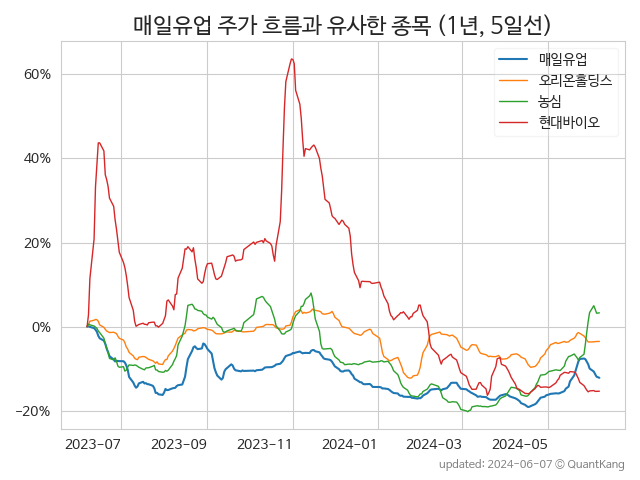 매일유업 주가 흐름과 유사한 종목 (1년, 5일선)
매일유업
오리온홀딩스
농심
현대바이오
60%
40%
20%
0%
−20%
2023-07
2023-09
2023-11
2024-01
2024-03
2024-05
updated: 2024-06-07 © QuantKang